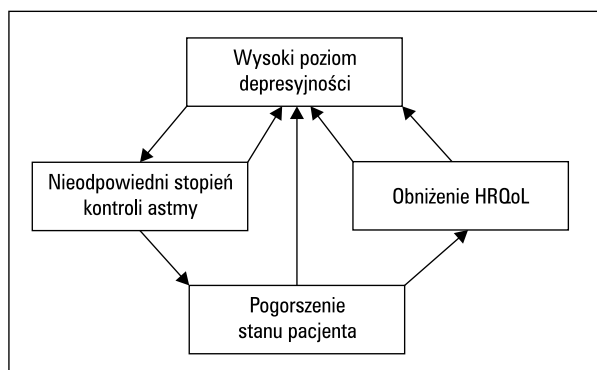 Wysoki poziom
depresyjności
Nieodpowiedni stopień
kontroli astmy
Obniżenie HRQoL
Pogorszenie
stanu pacjenta